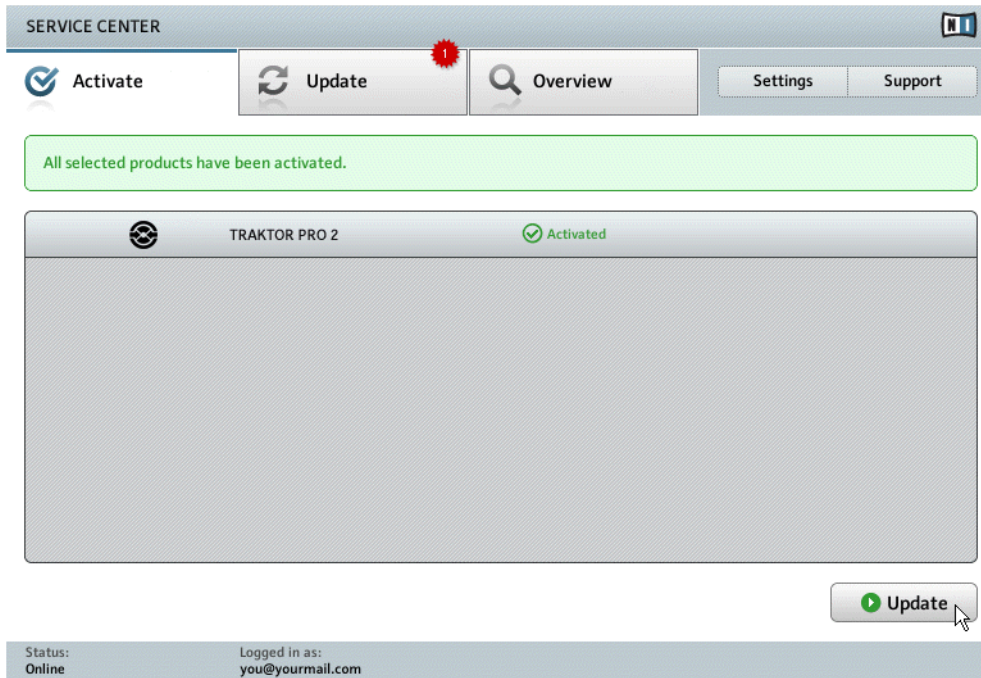 SERVICE CENTER
NI
Activate
Update
1
Overview
Settings
Support
All selected products have been activated.
TRAKTOR PRO 2
Activated
Update
Status:
Online
Logged in as:
you@yourmail.com